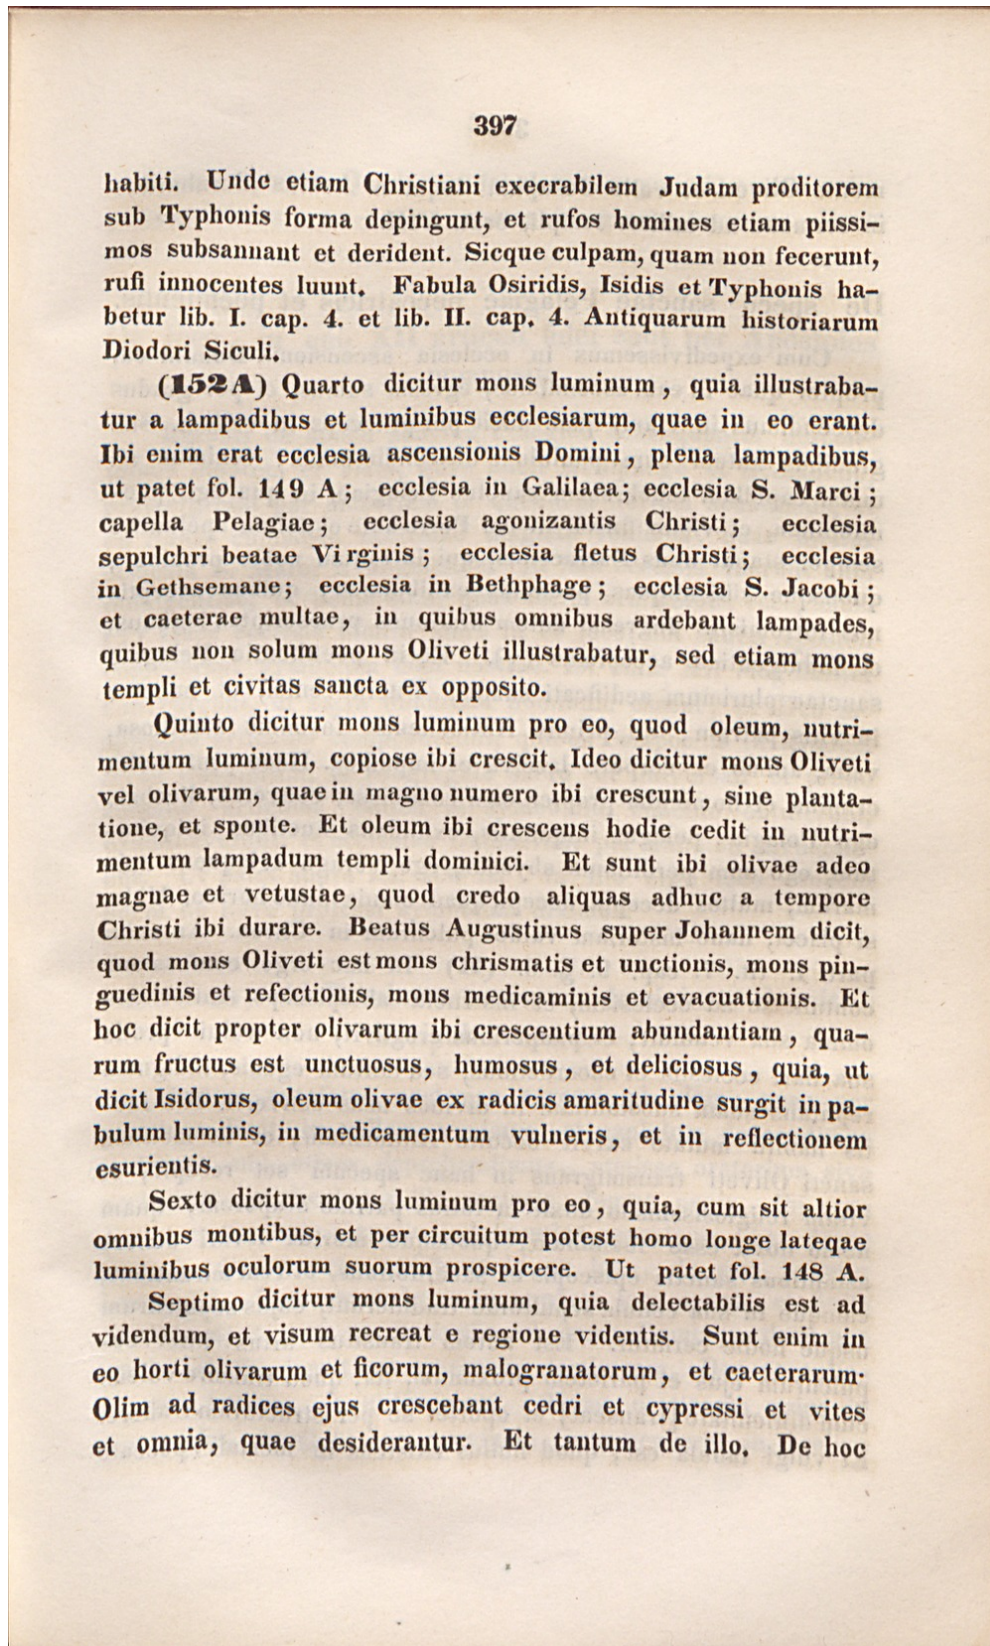 397
habiti. Unde etiam Christiani execrabilem Judam proditorem
sub Typhonis forma depingunt, et rufos homines etiam piissi-
mos subsannant et derident. Sicque culpam, quam non fecerunt,
rufi innocentes luunt. Fabula Osiridis, Isidis et Typhonis ha-
betur lib. I. cap. 4. et lib. II. cap. 4. Antiquarum historiarum
Diodori Siculi.
(152 A) Quarto dicitur mons luminum, quia illustraba-
tur a lampadibus et luminibus ecclesiarum, quae in eo erant.
Ibi enim erat ecclesia ascensionis Domini, plena lampadibus,
ut patet fol. 149 A; ecclesia in Galilaea; ecclesia S. Marci;
capella Pelagiae; ecclesia agonizantis Christi; ecclesia
sepulchri beatae Virginis; ecclesia fletus Christi; ecclesia
in Gethsemane; ecclesia in Bethphage; ecclesia S. Jacobi;
et caeterae multae, in quibus omnibus ardebant lampades,
quibus non solum mons Oliveti illustrabatur, sed etiam mons
templi et civitas sancta ex opposito.
Quinto dicitur mons luminum pro eo, quod oleum, nutri-
mentum luminum, copiose ibi crescit. Ideo dicitur mons Oliveti
vel olivarum, quae in magno numero ibi crescunt, sine planta-
tione, et sponte. Et oleum ibi crescens hodie cedit in nutri-
mentum lampadum templi dominici. Et sunt ibi olivae adeo
magnae et vetustae, quod credo aliquas adhuc a tempore
Christi ibi durare. Beatus Augustinus super Johannem dicit,
quod mons Oliveti est mons chrismatis et unctionis, mons pin-
guedinis et refectionis, mons medicaminis et evacuationis. Et
hoc dicit propter olivarum ibi crescentium abundantiam, qua-
rum fructus est unctuosus, humosus, et deliciosus, quia, ut
dicit Isidorus, oleum olivae ex radicis amaritudine surgit in pa-
bulum luminis, in medicamentum vulneris, et in reflectionem
esurientis.
Sexto dicitur mons luminum pro eo, quia, cum sit altior
omnibus montibus, et per circuitum potest homo longe lateqae
luminibus oculorum suorum prospicere. Ut patet fol. 148 A.
Septimo dicitur mons luminum, quia delectabilis est ad
videndum, et visum recreat e regione videntis. Sunt enim in
eo horti olivarum et ficorum, malogranatorum, et caeterarum.
Olim ad radices ejus crescebant cedri et cypressi et vites
et omnia, quae desiderantur. Et tantum de illo. De hoc